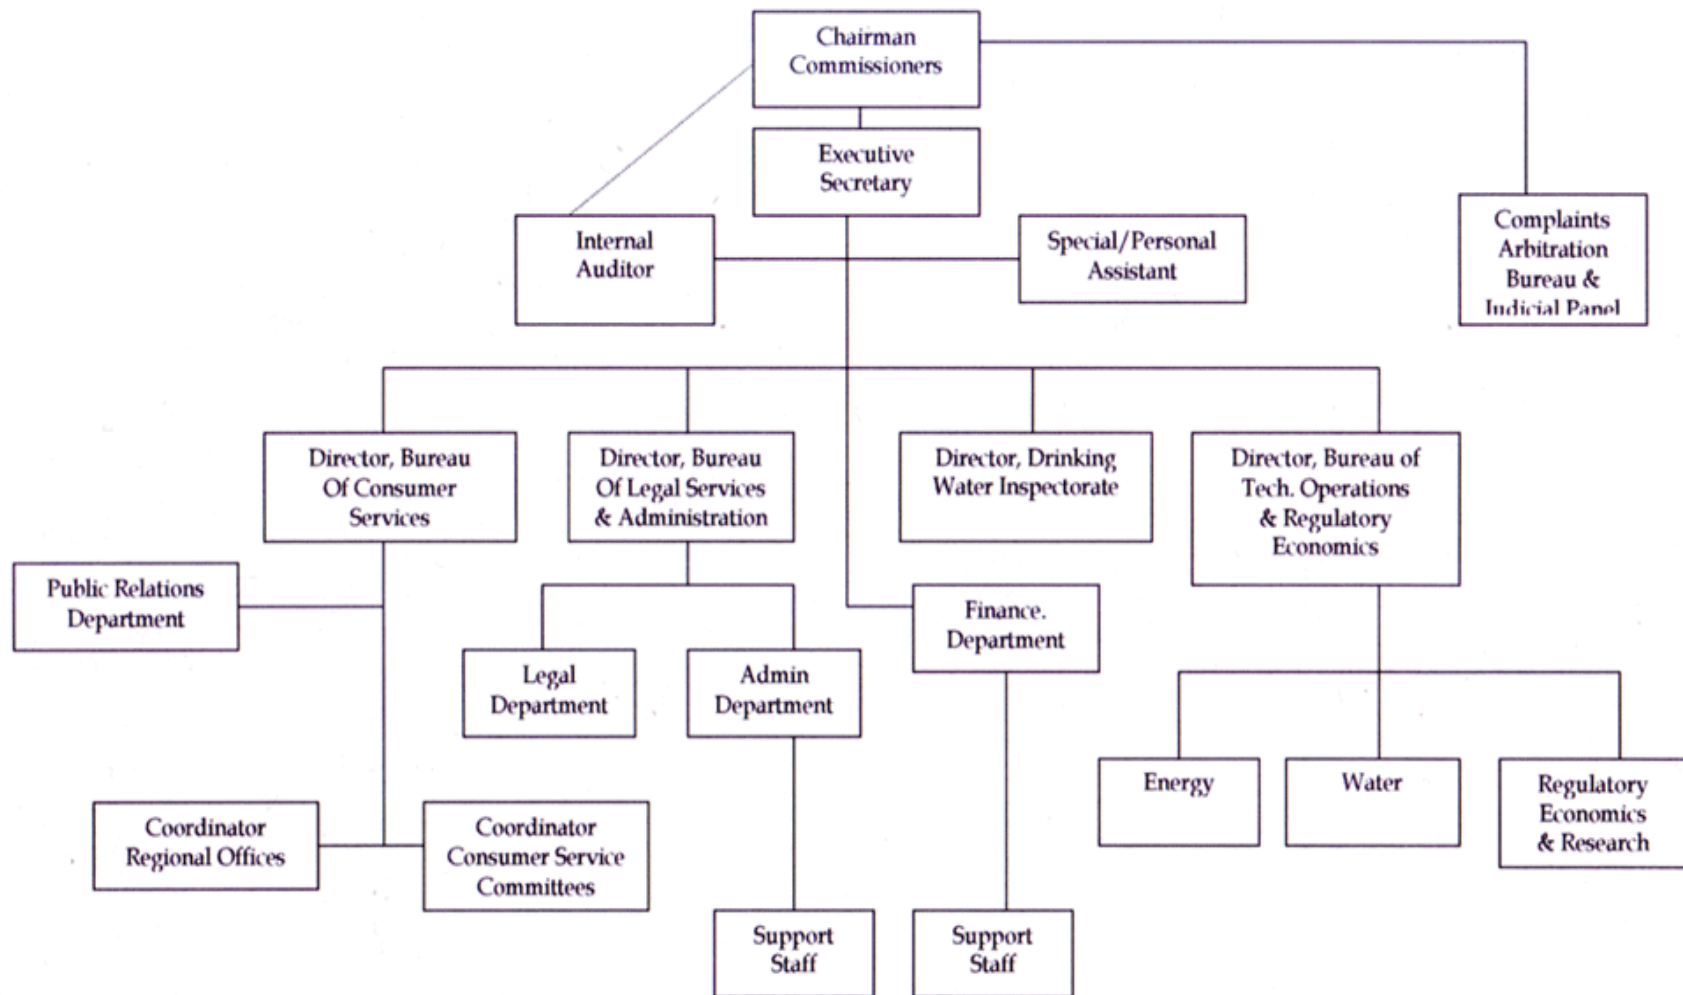 Chairman
Commissioners
Executive
Secretary
Internal
Auditor
Special/Personal
Assistant
Complaints
Arbitration
Bureau &
Judicial Panel
Director, Bureau
Of Consumer
Services
Director, Bureau
Of Legal Services
& Administration
Director, Drinking
Water Inspectorate
Director, Bureau of
Tech. Operations
& Regulatory
Economics
Public Relations
Department
Finance.
Department
Legal
Department
Admin
Department
Energy
Water
Regulatory
Economics
& Research
Coordinator
Regional Offices
Coordinator
Consumer Service
Committees
Support
Staff
Support
Staff